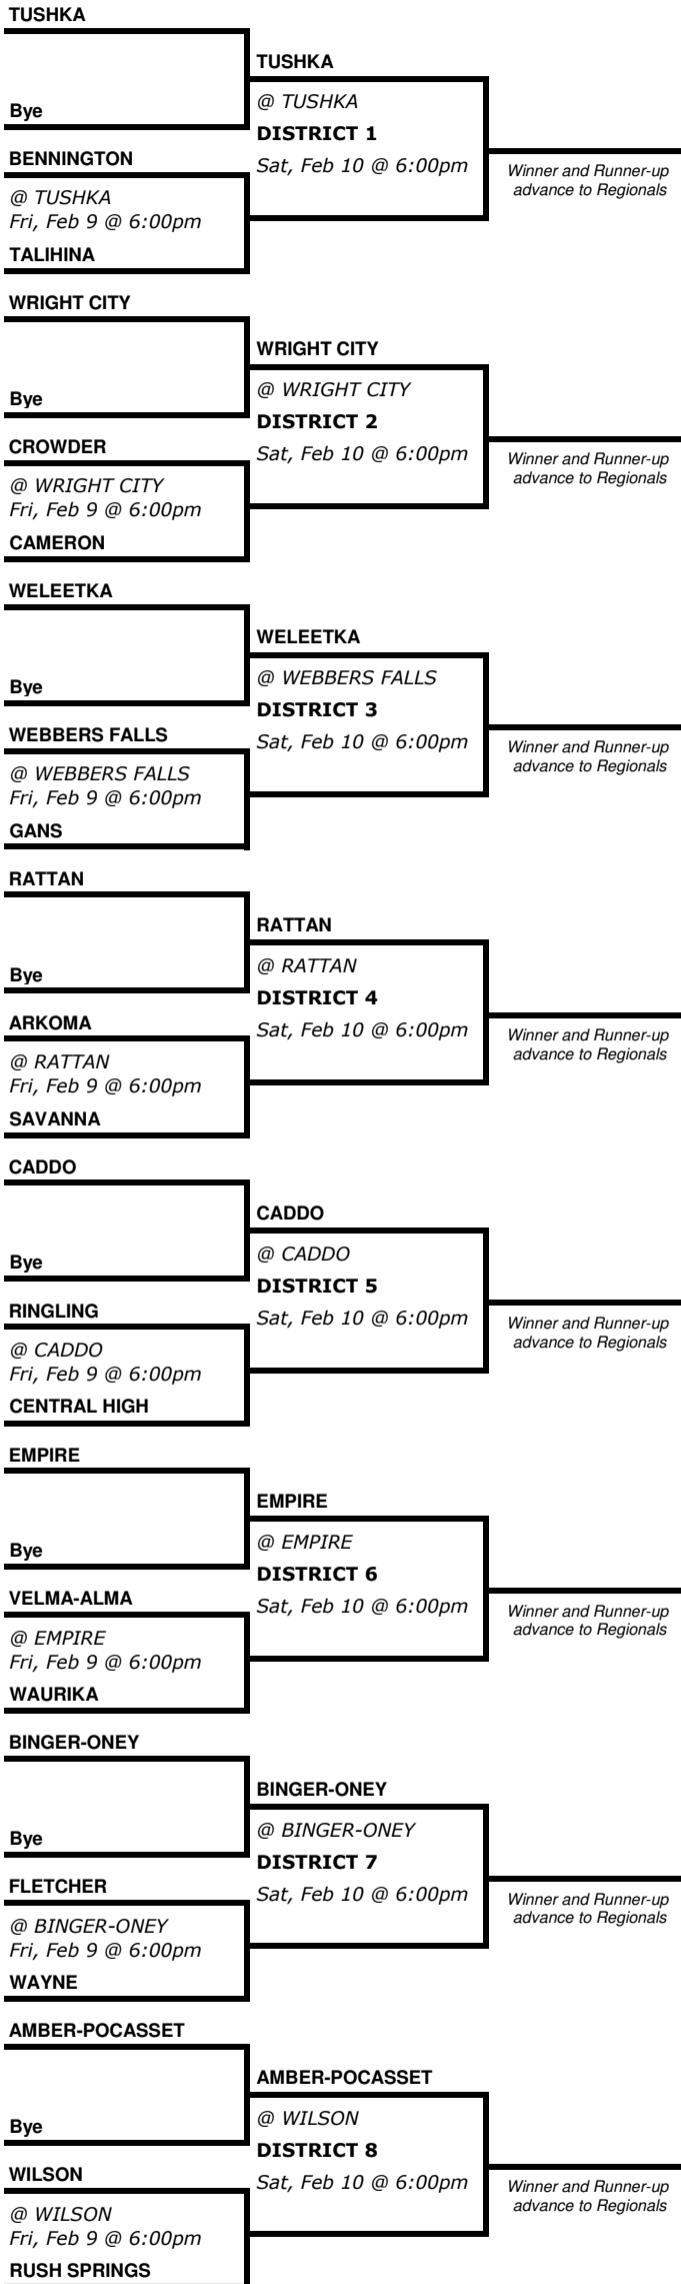 TUSHKA
TUSHKA
@ TUSHKA
Bye
DISTRICT 1
BENNINGTON
Sat, Feb 10 @ 6:00pm
Winner and Runner-up
advance to Regionals
@ TUSHKA
Fri, Feb 9 @ 6:00pm
TALIHINA
WRIGHT CITY
WRIGHT CITY
@ WRIGHT CITY
Bye
DISTRICT 2
CROWDER
Sat, Feb 10 @ 6:00pm
Winner and Runner-up
advance to Regionals
@ WRIGHT CITY
Fri, Feb 9 @ 6:00pm
CAMERON
WELEETKA
WELEETKA
@ WEBBERS FALLS
Bye
DISTRICT 3
WEBBERS FALLS
Sat, Feb 10 @ 6:00pm
Winner and Runner-up
advance to Regionals
@ WEBBERS FALLS
Fri, Feb 9 @ 6:00pm
GANS
RATTAN
RATTAN
@ RATTAN
Bye
DISTRICT 4
ARKOMA
Sat, Feb 10 @ 6:00pm
Winner and Runner-up
advance to Regionals
@ RATTAN
Fri, Feb 9 @ 6:00pm
SAVANNA
CADDO
CADDO
@ CADDO
Bye
DISTRICT 5
RINGLING
Sat, Feb 10 @ 6:00pm
Winner and Runner-up
advance to Regionals
@ CADDO
Fri, Feb 9 @ 6:00pm
CENTRAL HIGH
EMPIRE
EMPIRE
@ EMPIRE
Bye
DISTRICT 6
VELMA-ALMA
Sat, Feb 10 @ 6:00pm
Winner and Runner-up
advance to Regionals
@ EMPIRE
Fri, Feb 9 @ 6:00pm
WAURIKA
BINGER-ONEY
BINGER-ONEY
@ BINGER-ONEY
Bye
DISTRICT 7
FLETCHER
Sat, Feb 10 @ 6:00pm
Winner and Runner-up
advance to Regionals
@ BINGER-ONEY
Fri, Feb 9 @ 6:00pm
WAYNE
AMBER-POCASSET
AMBER-POCASSET
@ WILSON
Bye
DISTRICT 8
WILSON
Sat, Feb 10 @ 6:00pm
Winner and Runner-up
advance to Regionals
@ WILSON
Fri, Feb 9 @ 6:00pm
RUSH SPRINGS